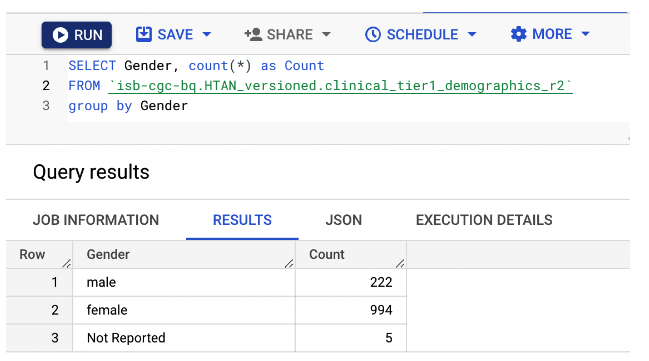 RUN SAVE SHARE SCHEDULE MORE
1 SELECT Gender, count(*) as Count
2 FROM `isb-cgc-bq.HTAN_versioned.clinical_tier1_demographics_r2`
3 group by Gender
Query results
JOB INFORMATION RESULTS JSON EXECUTION DETAILS
Row Gender Count
1 male 222
2 female 994
3 Not Reported 5